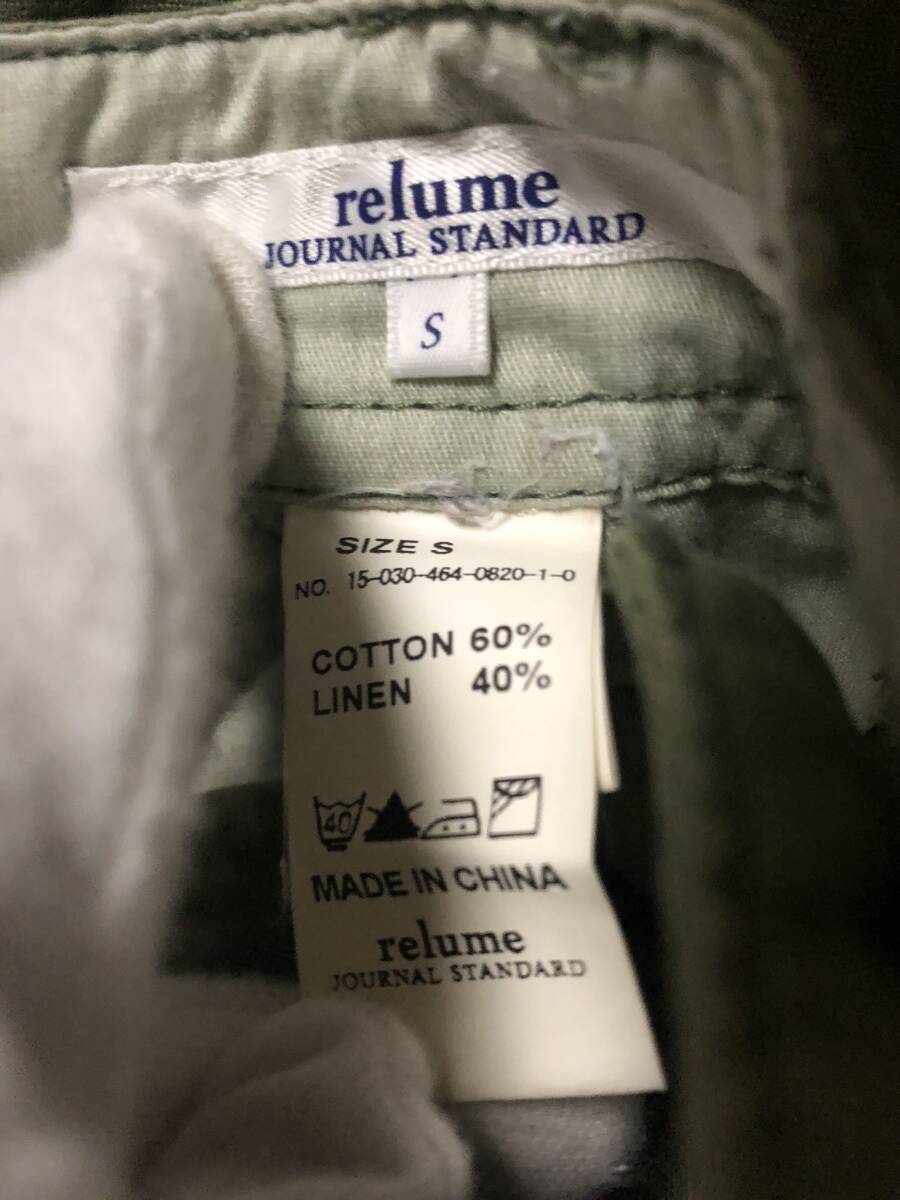 relume
JOURNAL STANDARD
S
SIZE S
NO. 15-030-464-0820-1-0
COTTON 60%
LINEN 40%
40
MADE IN CHINA
relume
JOURNAL STANDARD